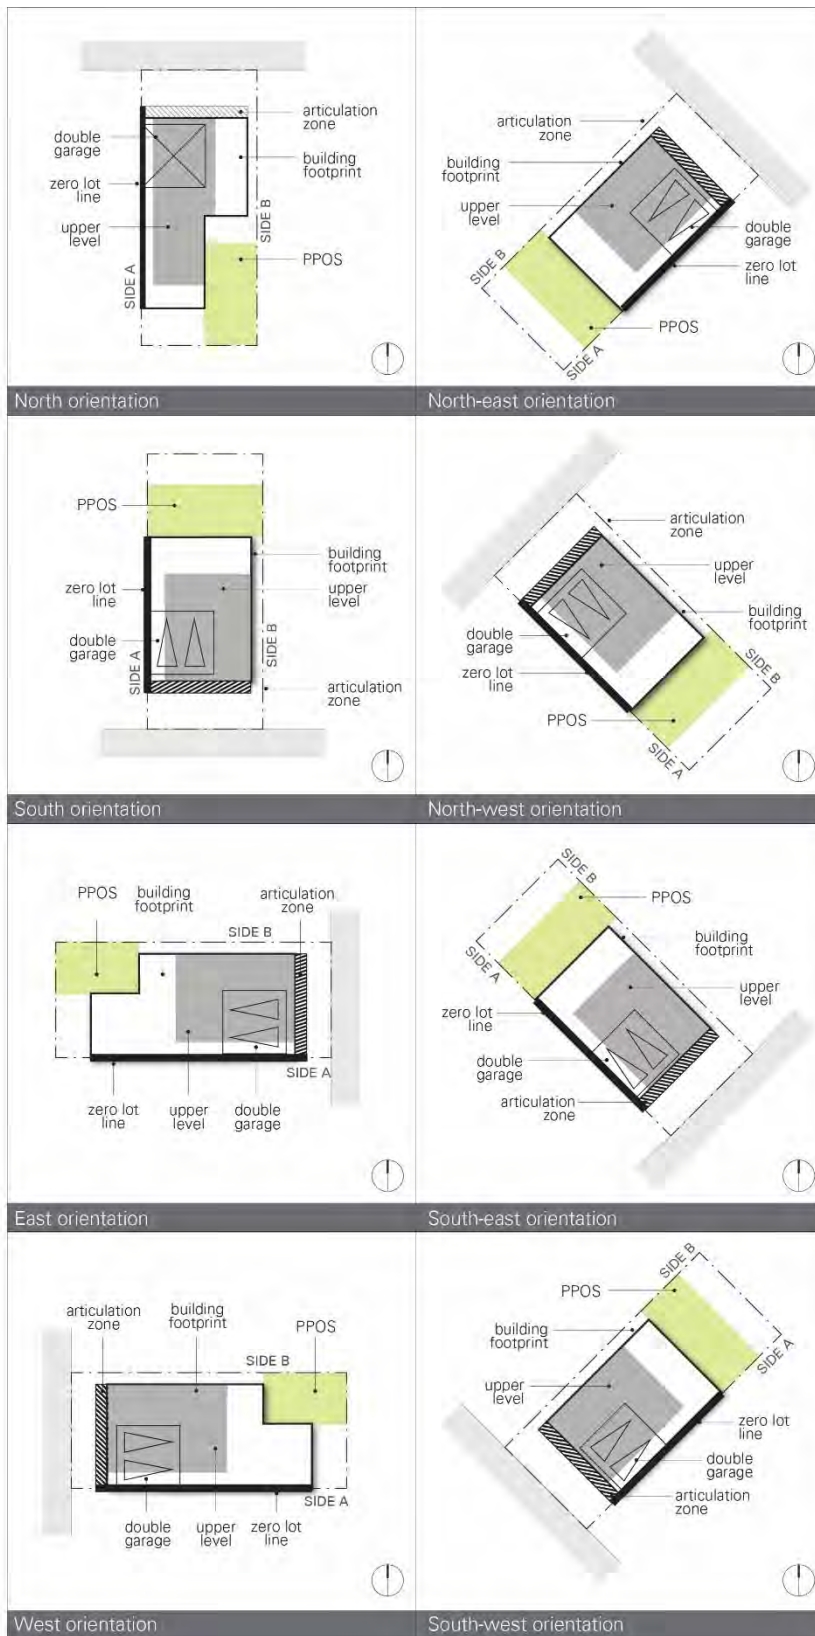 articulation
zone
double
garage
building
footprint
zero lot
line
upper
level
SIDE B
PPOS
SIDE A
North orientation
articulation
zone
building
footprint
upper
level
double
garage
SIDE B
zero lot
line
PPOS
SIDE A
North-east orientation
PPOS
building
footprint
zero lot
line
upper
level
double
garage
SIDE B
SIDE A
articulation
zone
South orientation
articulation
zone
upper
level
building
footprint
double
garage
zero lot
line
SIDE B
PPOS
SIDE A
North-west orientation
PPOS
building
footprint
articulation
zone
SIDE B
SIDE A
zero lot
line
upper
level
double
garage
East orientation
SIDE B
PPOS
building
footprint
SIDE A
upper
level
zero lot
line
double
garage
articulation
zone
South-east orientation
articulation
zone
building
footprint
PPOS
SIDE B
SIDE A
double
garage
upper
level
zero lot
line
West orientation
SIDE B
PPOS
building
footprint
SIDE A
upper
level
zero lot
line
double
garage
articulation
zone
South-west orientation